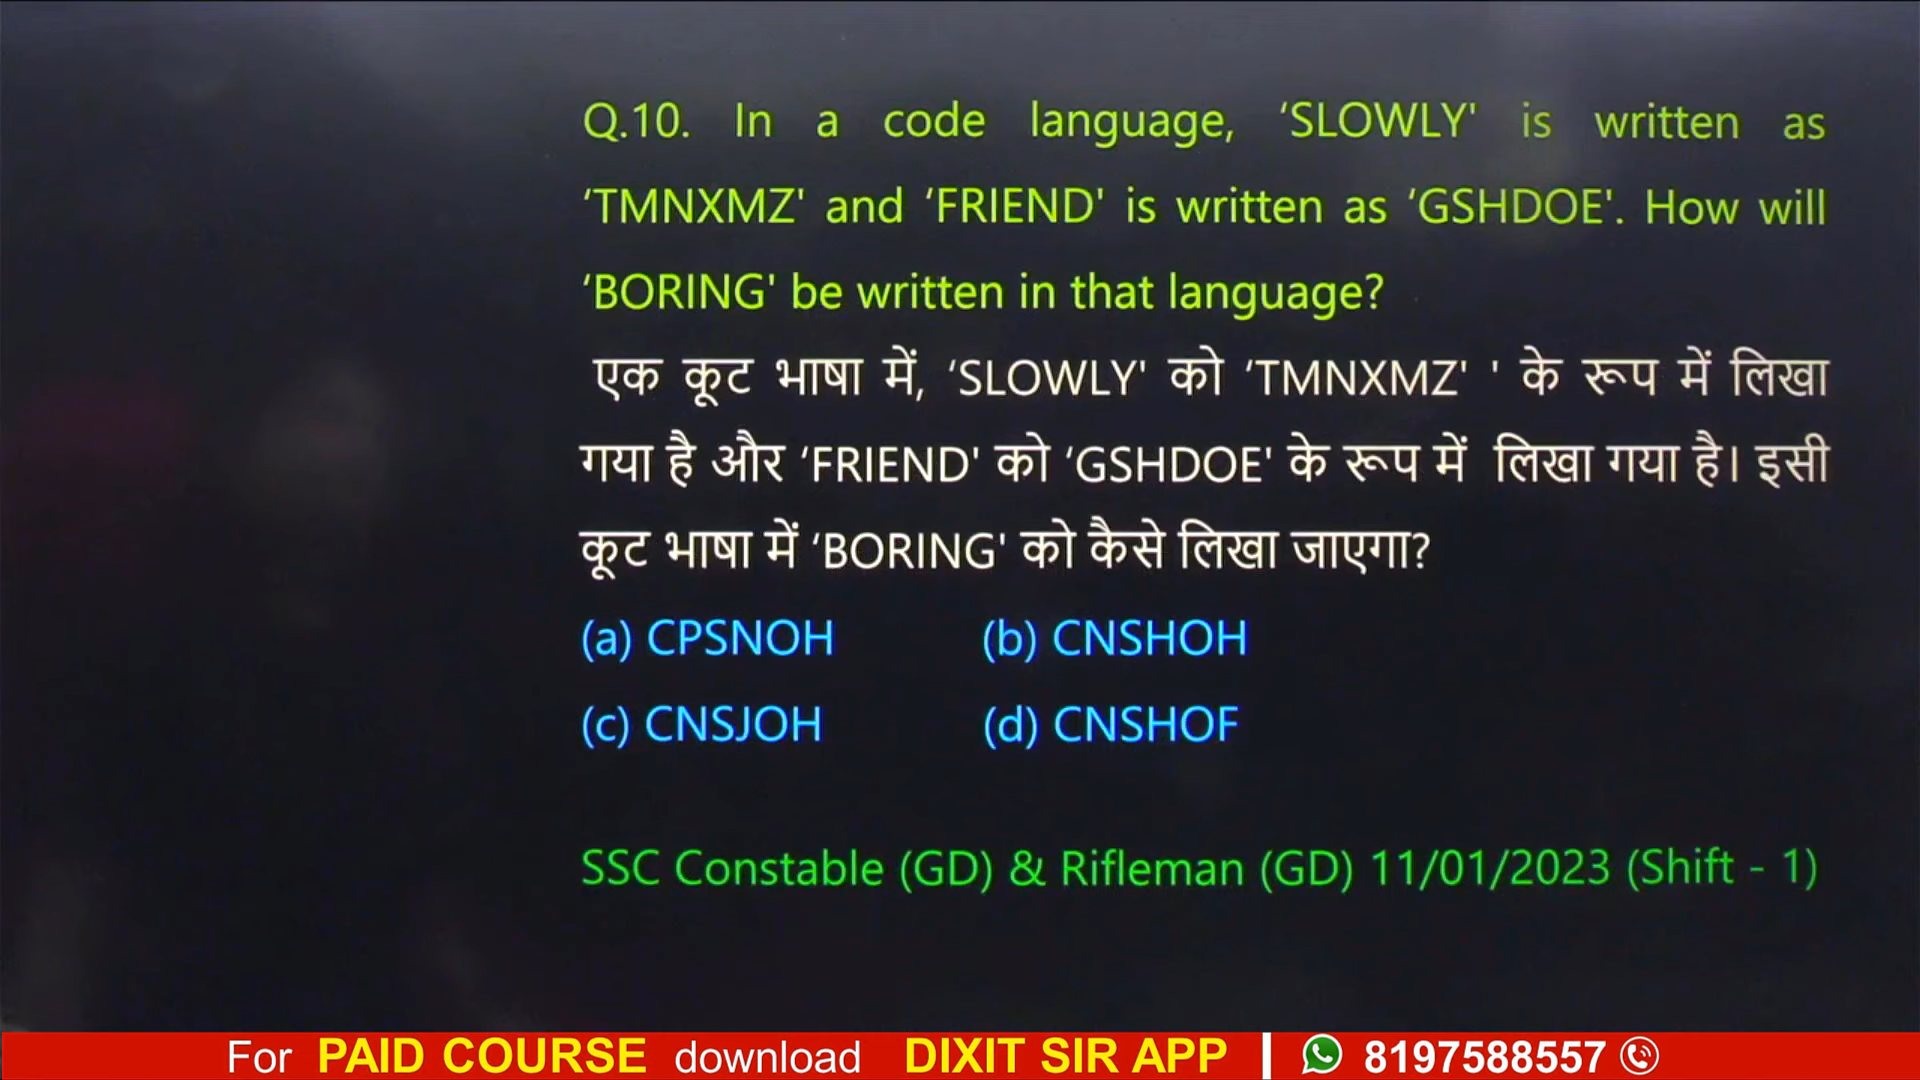 Q.10. In a code language, ‘SLOWLY' is written as
‘TMNXMZ' and ‘FRIEND' is written as ‘GSHDOE'. How will
‘BORING' be written in that language?
एक कूट भाषा में, ‘SLOWLY' को ‘TMNXMZ' ' के रूप में लिखा
गया है और ‘FRIEND' को ‘GSHDOE' के रूप में लिखा गया है। इसी
कूट भाषा में ‘BORING' को कैसे लिखा जाएगा?
(a) CPSNOH (b) CNSHOH
(c) CNSJOH (d) CNSHOF
SSC Constable (GD) & Rifleman (GD) 11/01/2023 (Shift - 1)
For PAID COURSE download DIXIT SIR APP | 8197588557